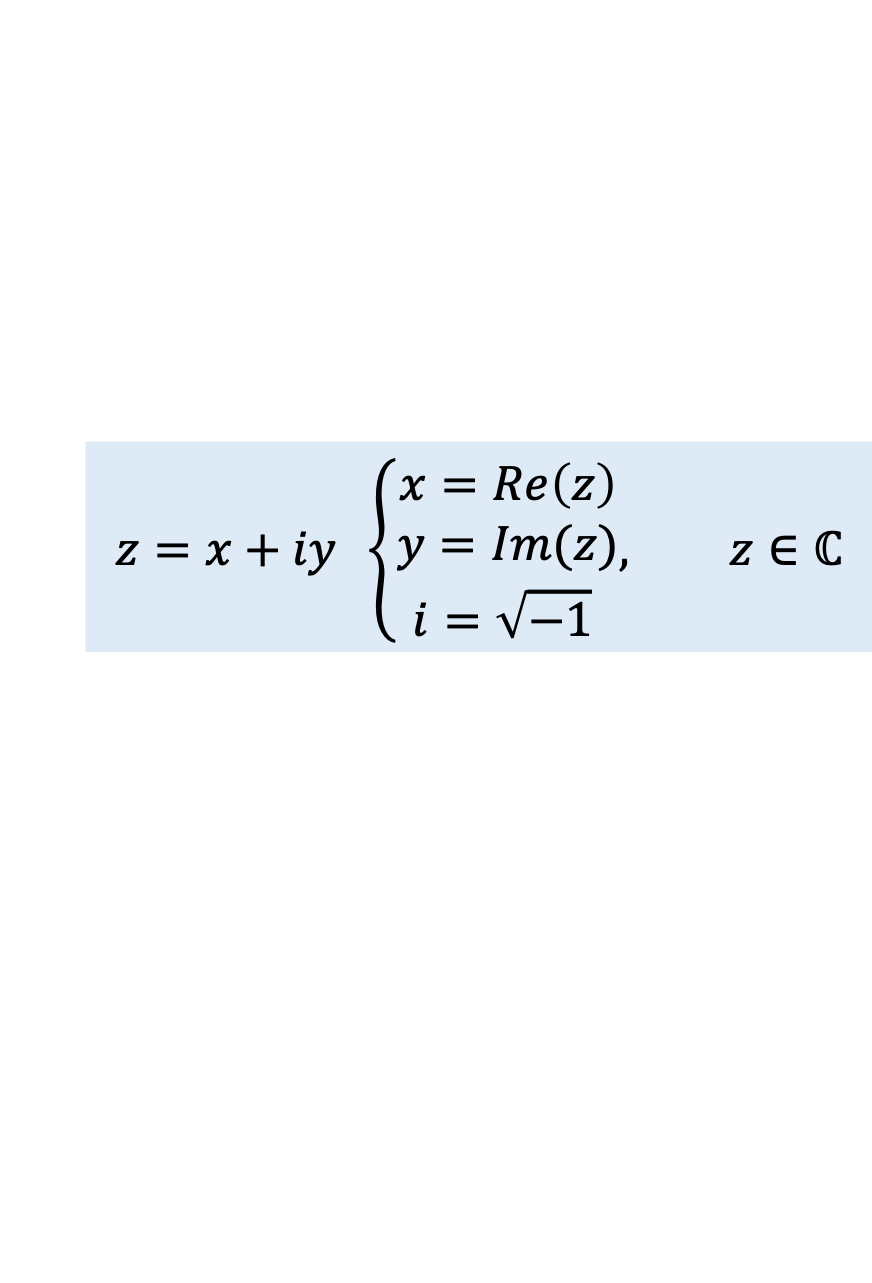 x = Re(z)
z = x + iy { y = Im(z), z ∈ ℂ
i = √−1